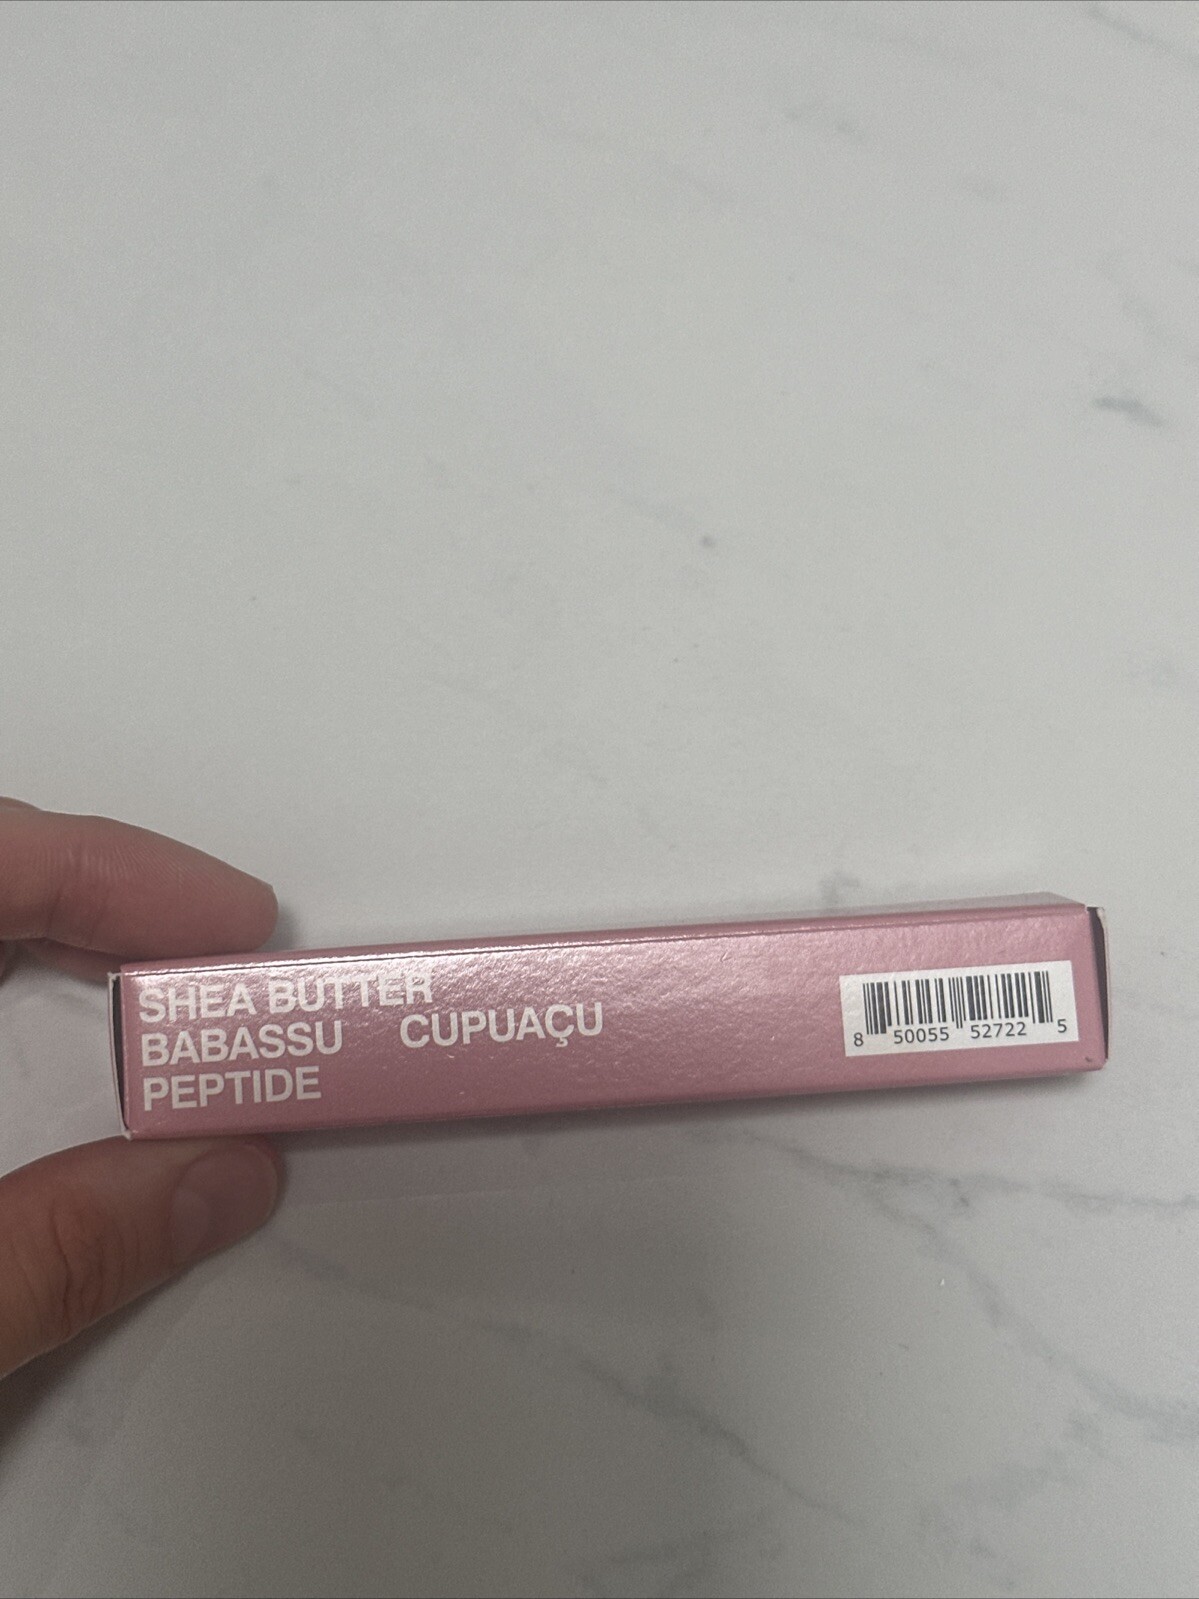 SHEA BUTTER
BABASSU CUPUAÇU
PEPTIDE
8 50055 52722 5